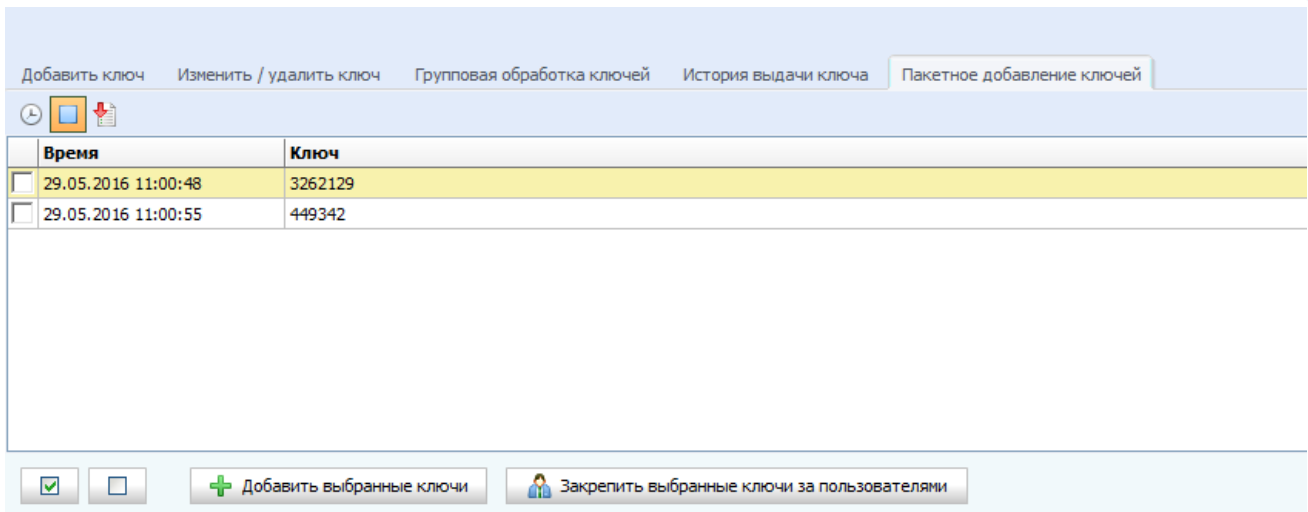 Добавить ключ Изменить / удалить ключ Групповая обработка ключей История выдачи ключа Пакетное добавление ключей
Время Ключ
29.05.2016 11:00:48 3262129
29.05.2016 11:00:55 449342
Добавить выбранные ключи Закрепить выбранные ключи за пользователями